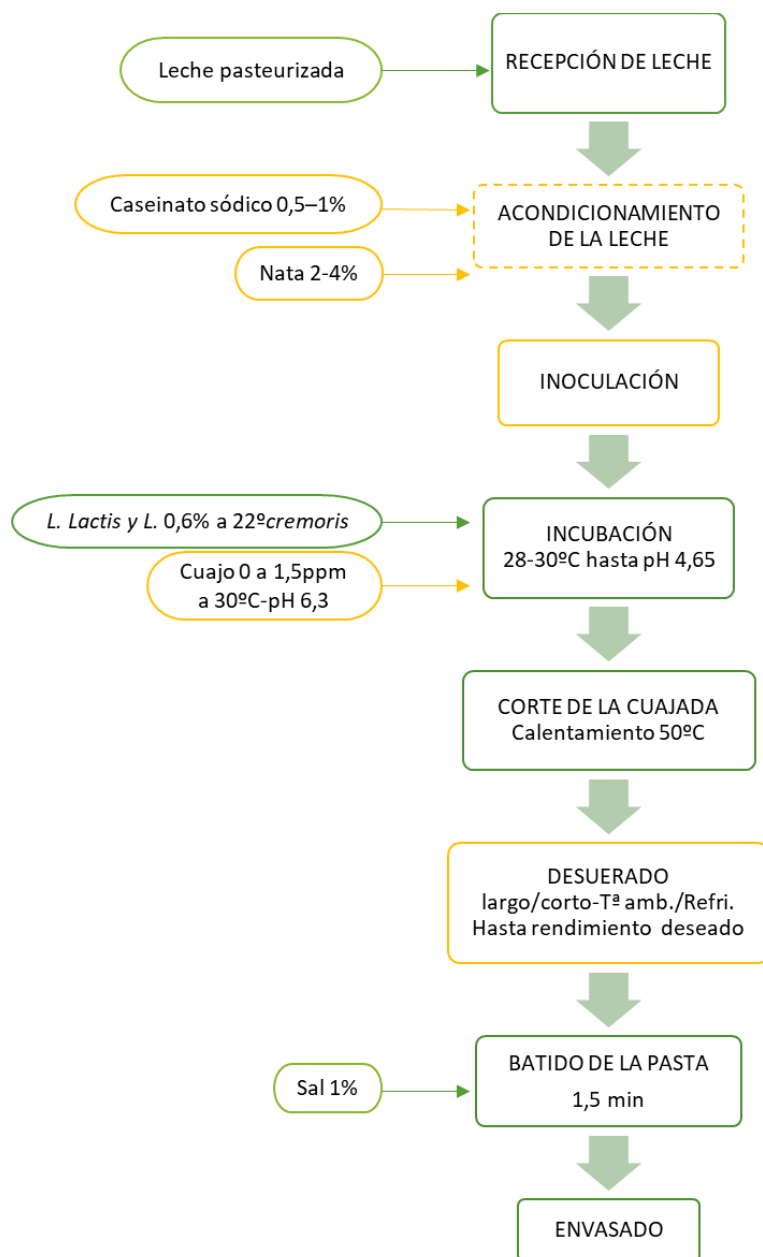 Leche pasteurizada
RECEPCIÓN DE LECHE
Caseinato sódico 0,5–1%
Nata 2-4%
ACONDICIONAMIENTO
DE LA LECHE
INOCULACIÓN
L. Lactis y L. 0,6% a 22ºcremoris
Cuajo 0 a 1,5ppm
a 30ºC-pH 6,3
INCUBACIÓN
28-30ºC hasta pH 4,65
CORTE DE LA CUAJADA
Calentamiento 50ºC
DESUERADO
largo/corto-Tª amb./Refri.
Hasta rendimiento deseado
Sal 1%
BATIDO DE LA PASTA
1,5 min
ENVASADO